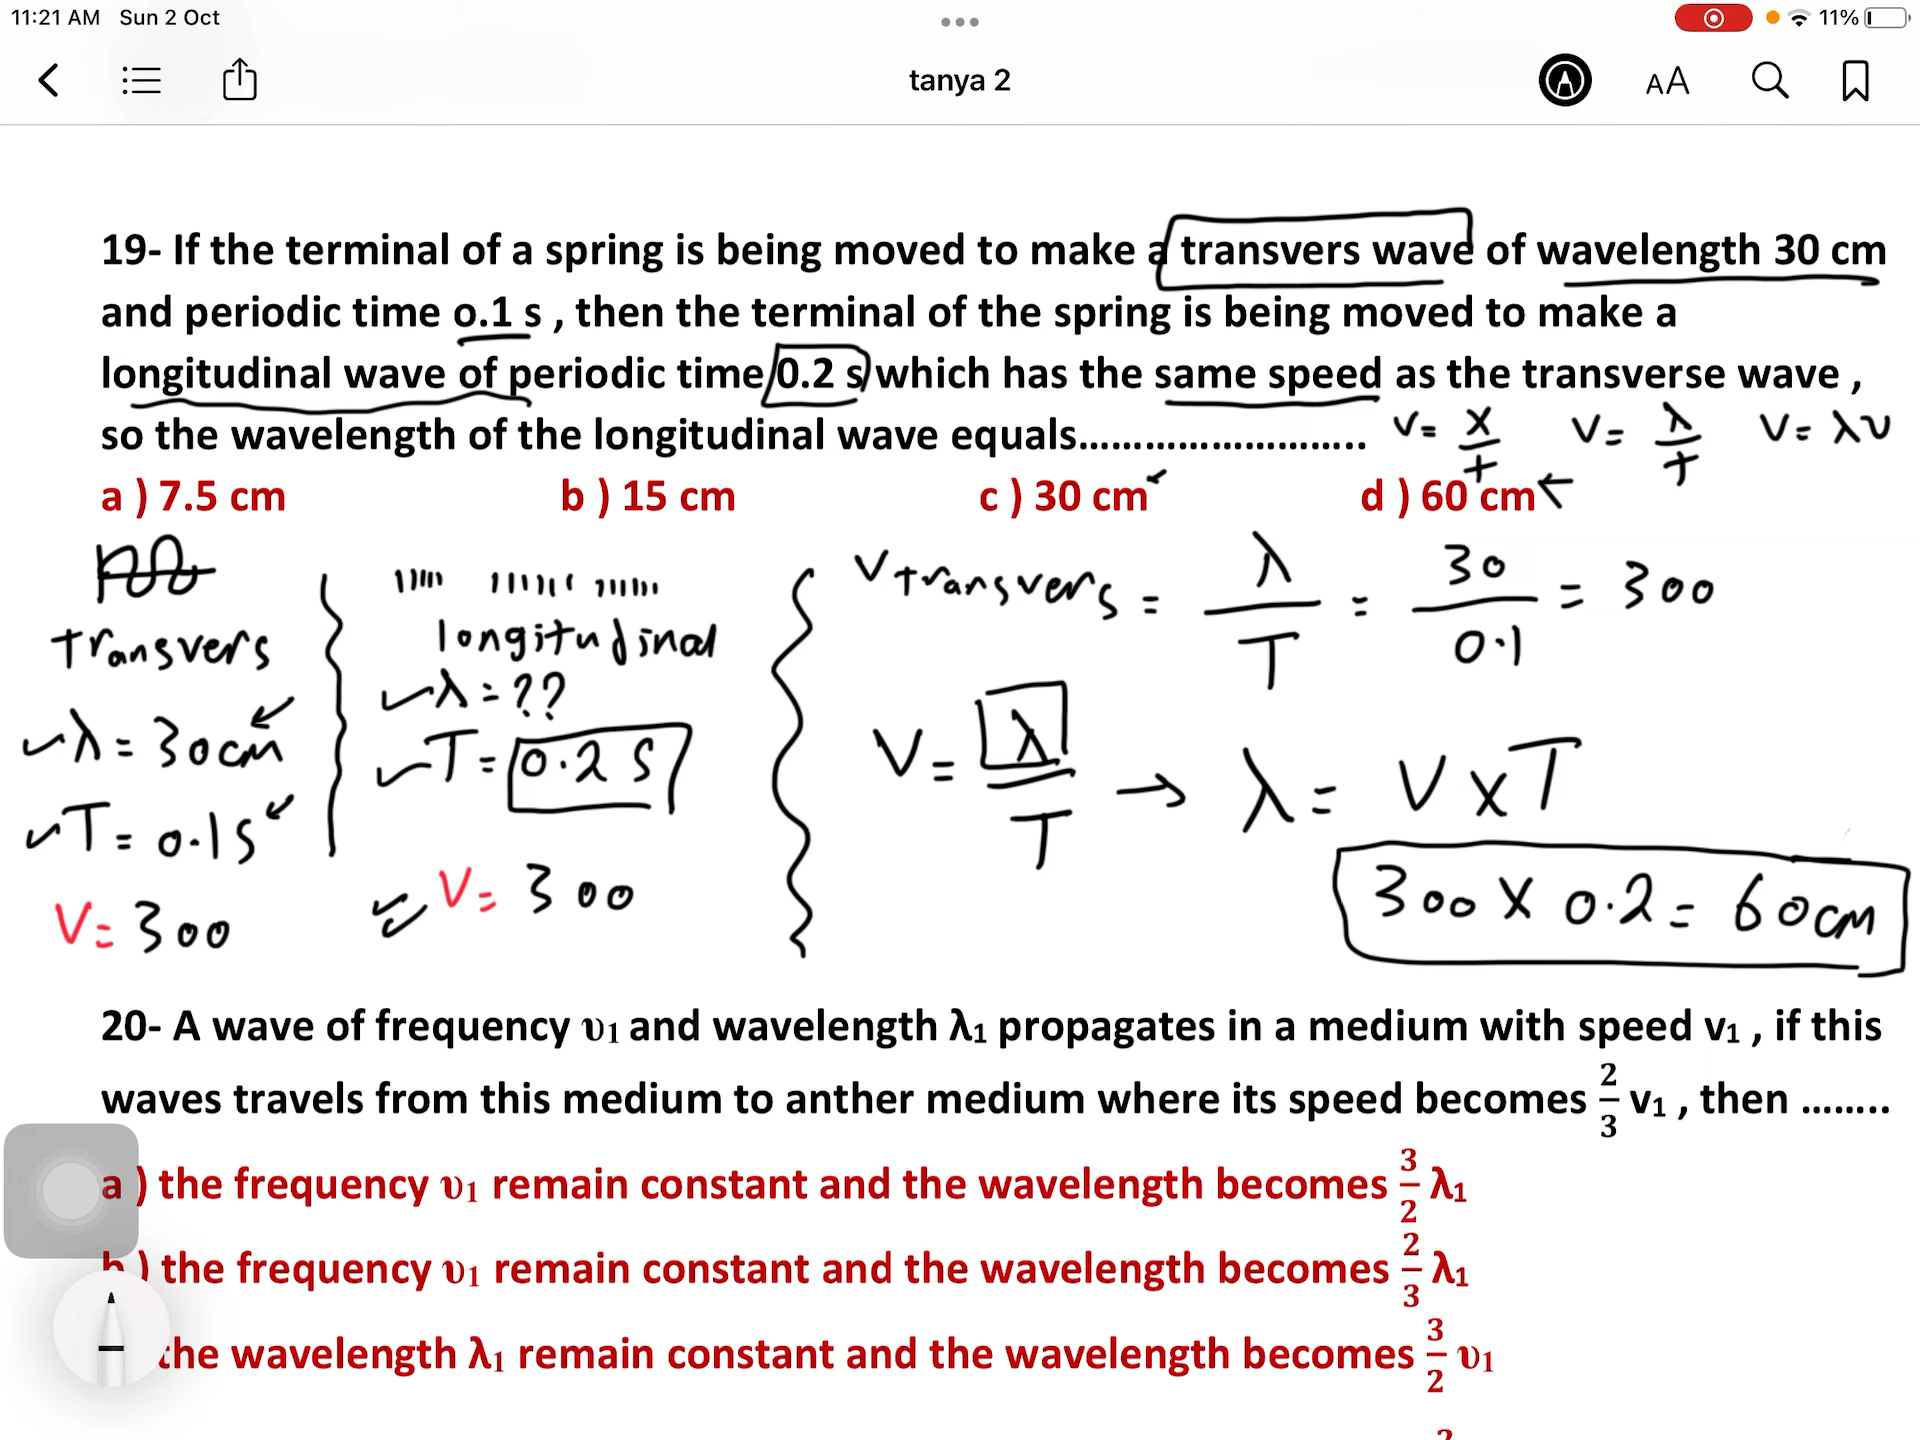 11:21 AM Sun 2 Oct
11%
tanya 2
AA
19- If the terminal of a spring is being moved to make a transvers wave of wavelength 30 cm
and periodic time o.1 s , then the terminal of the spring is being moved to make a
longitudinal wave of periodic time 0.2 s which has the same speed as the transverse wave ,
so the wavelength of the longitudinal wave equals..........................
V= x/t V= λ/T V= λυ
a ) 7.5 cm b ) 15 cm c ) 30 cm d ) 60 cm
transvers
λ= 30cm
T= 0.1s
V= 300
longitudinal
λ=??
T= 0.2 s
V= 300
V transvers = λ/T = 30/0.1 = 300
V= λ/T → λ= V×T
300 × 0.2 = 60cm
20- A wave of frequency υ₁ and wavelength λ₁ propagates in a medium with speed v₁ , if this
waves travels from this medium to anther medium where its speed becomes 2/3 v₁ , then ........
a ) the frequency υ₁ remain constant and the wavelength becomes 3/2 λ₁
b ) the frequency υ₁ remain constant and the wavelength becomes 2/3 λ₁
the wavelength λ₁ remain constant and the wavelength becomes 3/2 υ₁